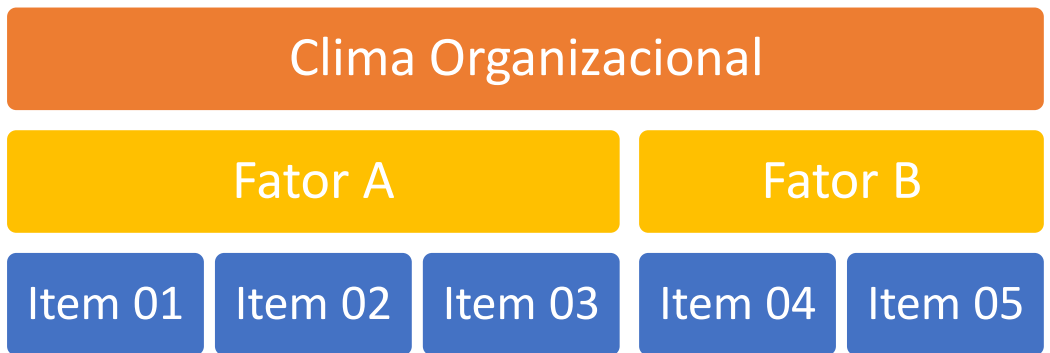 Clima Organizacional
Fator A
Fator B
Item 01
Item 02
Item 03
Item 04
Item 05